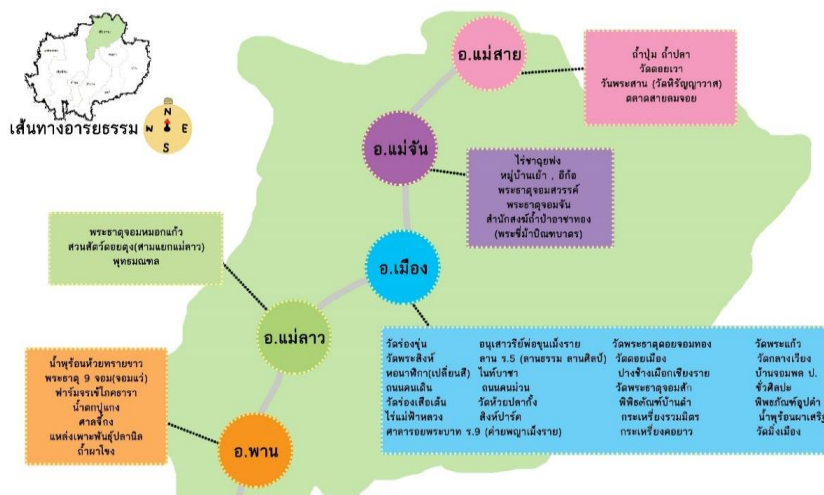 เส้นทางอารยธรรม
N
W E
S
อ.แม่สาย
ถ้ำปุ่ม ถ้ำปลา
วัดดอยเวา
วันพระสาน (วัดหิรัญญาวาส)
ตลาดสายลมจอย
อ.แม่จัน
ไร่ชาฉุยฟง
หมู่บ้านเย้า , อีก้อ
พระธาตุจอมสวรรค์
พระธาตุจอมจัน
สำนักสงฆ์ถ้ำป่าอาชาทอง
(พระขี่ม้าบิณฑบาตร)
พระธาตุจอมหมอกแก้ว
สวนสัตว์ดอยตุง(สามแยกแม่ลาว)
พุทธมณฑล
อ.เมือง
อ.แม่ลาว
วัดร่องขุ่น อนุเสาวรีย์พ่อขุนเม็งราย วัดพระธาตุดอยจอมทอง วัดพระแก้ว
วัดพระสิงห์ ลาน ร.5 (ลานธรรม ลานศิลป์) วัดดอยเมือง วัดกลางเวียง
หอนาฬิกา(เปลี่ยนสี) ไนท์บาซา ปางช้างเผือกเชียงราย บ้านจอมพล ป.
ถนนคนเดิน ถนนคนม่วน วัดพระธาตุจอมสัก ขัวศิลปะ
วัดร่องเสือเต้น วัดห้วยปลากั้ง พิพิธภัณฑ์บ้านดำ พิพธภัณฑ์อูปคำ
ไร่แม่ฟ้าหลวง สิงห์ปาร์ค กระเหรี่ยงรวมมิตร น้ำพุร้อนผาเสริฐ
ศาลารอยพระบาท ร.9 (ค่ายพญาเม็งราย) กระเหรี่ยงคอยาว วัดมิ่งเมือง
น้ำพุร้อนห้วยทรายขาว
พระธาตุ 9 จอม(จอมแว่)
ฟาร์มจรเข้โภคธารา
น้ำตกปูแกง
ศาลจี้กง
แหล่งเพาะพันธุ์ปลานิล
ถ้ำผาโขง
อ.พาน